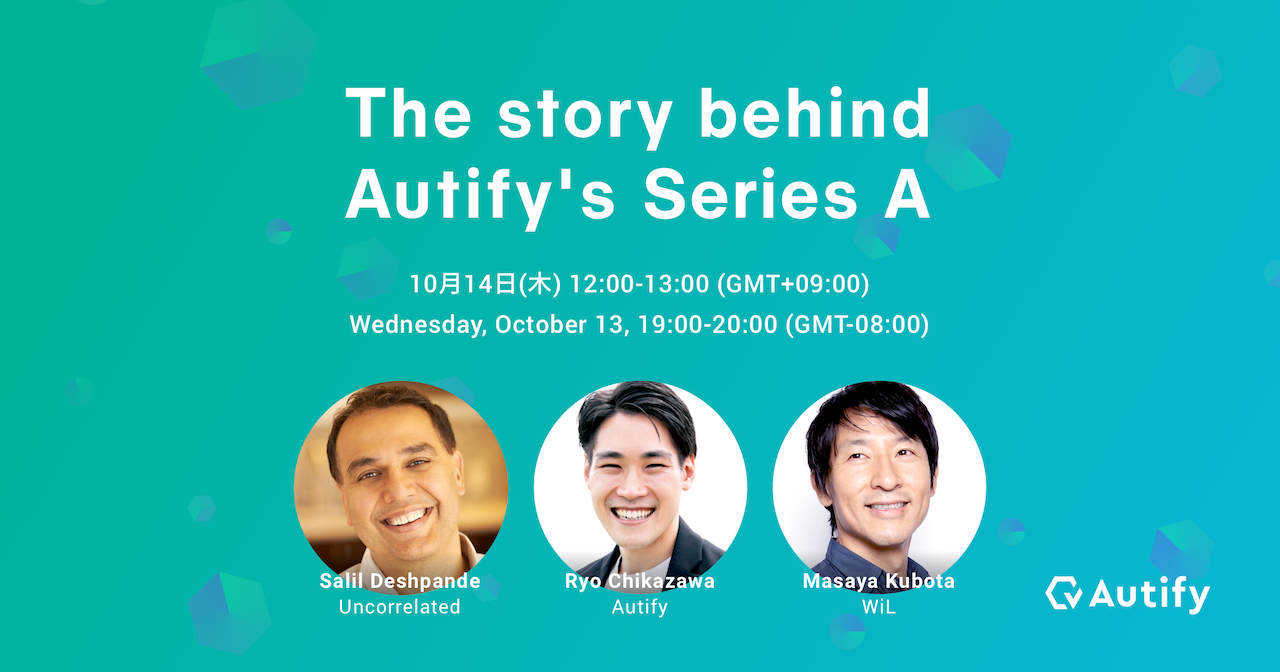 The story behind
Autify's Series A
10月14日(木) 12:00-13:00 (GMT+09:00)
Wednesday, October 13, 19:00-20:00 (GMT-08:00)
Salil Deshpande
Uncorrelated
Ryo Chikazawa
Autify
Masaya Kubota
WiL
Autify